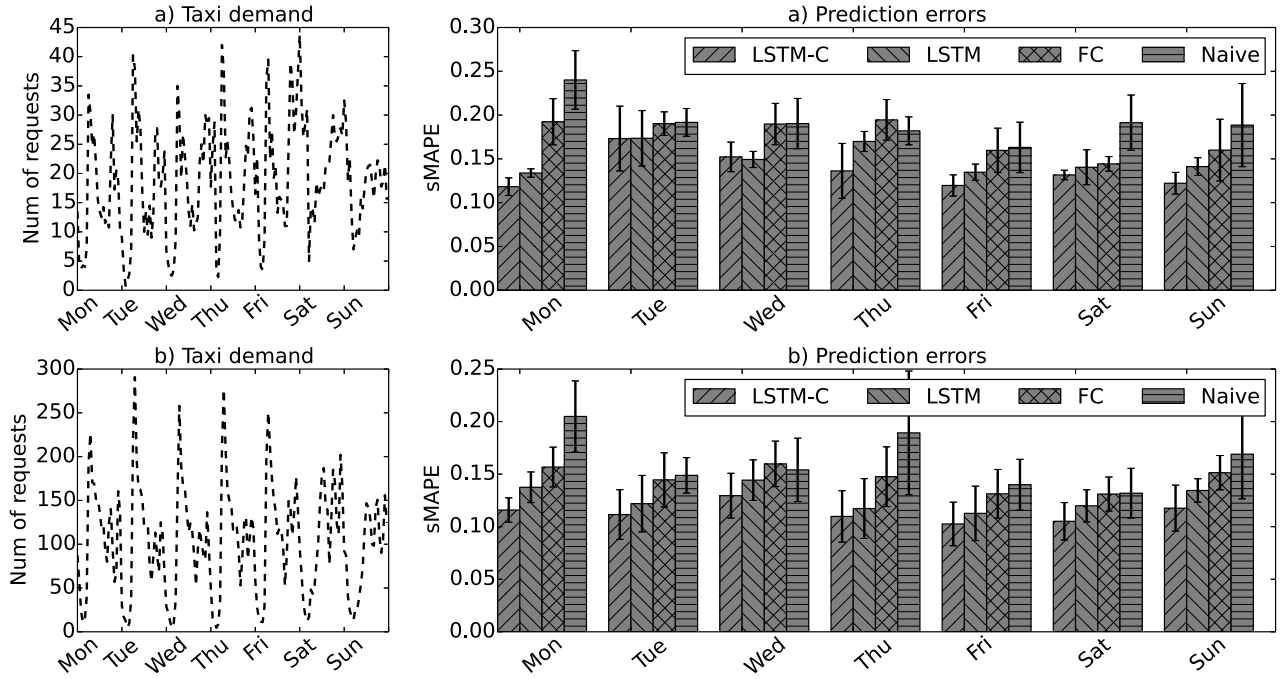 a) Taxi demand
Num of requests
45
40
35
30
25
20
15
10
5
0
Mon Tue Wed Thu Fri Sat Sun
a) Prediction errors
sMAPE
0.30
0.25
0.20
0.15
0.10
0.05
0.00
LSTM-C LSTM FC Naive
Mon Tue Wed Thu Fri Sat Sun
b) Taxi demand
Num of requests
300
250
200
150
100
50
0
Mon Tue Wed Thu Fri Sat Sun
b) Prediction errors
sMAPE
0.25
0.20
0.15
0.10
0.05
0.00
LSTM-C LSTM FC Naive
Mon Tue Wed Thu Fri Sat Sun